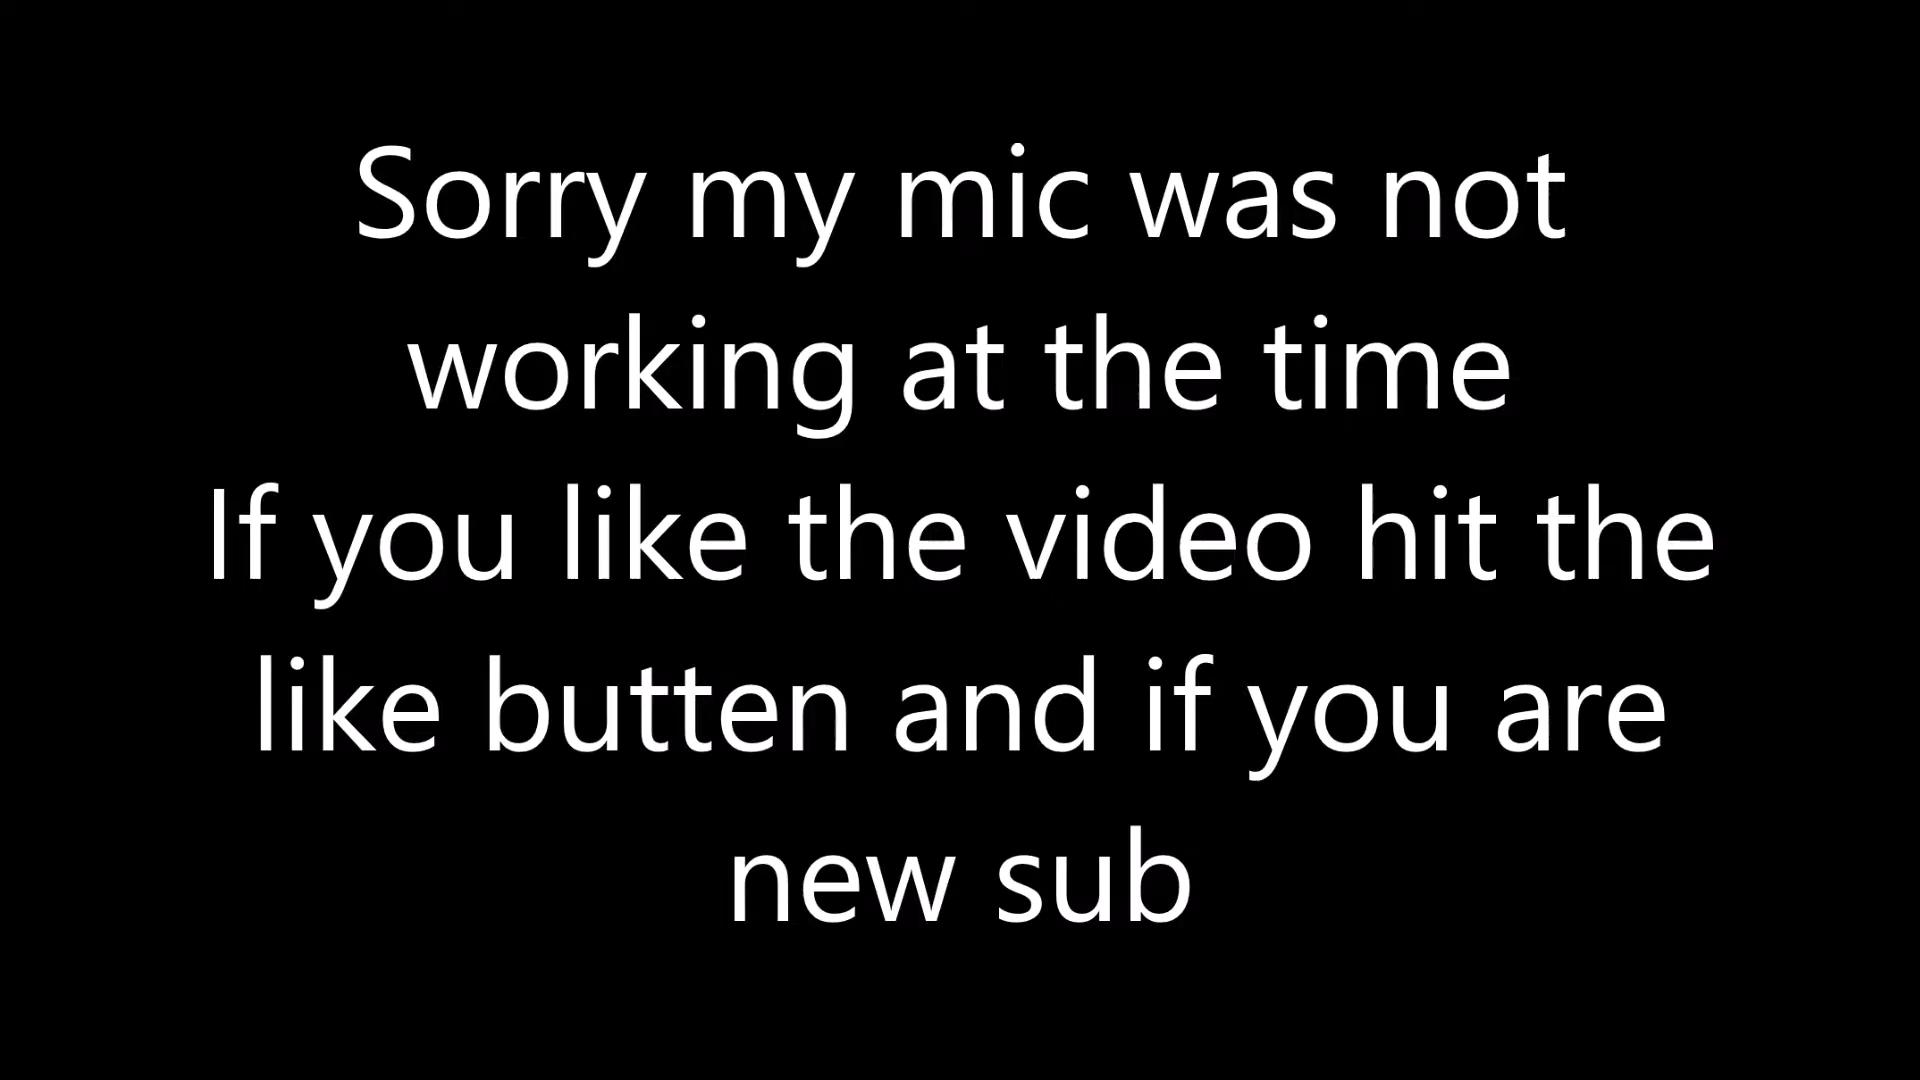 Sorry my mic was not
working at the time
If you like the video hit the
like butten and if you are
new sub